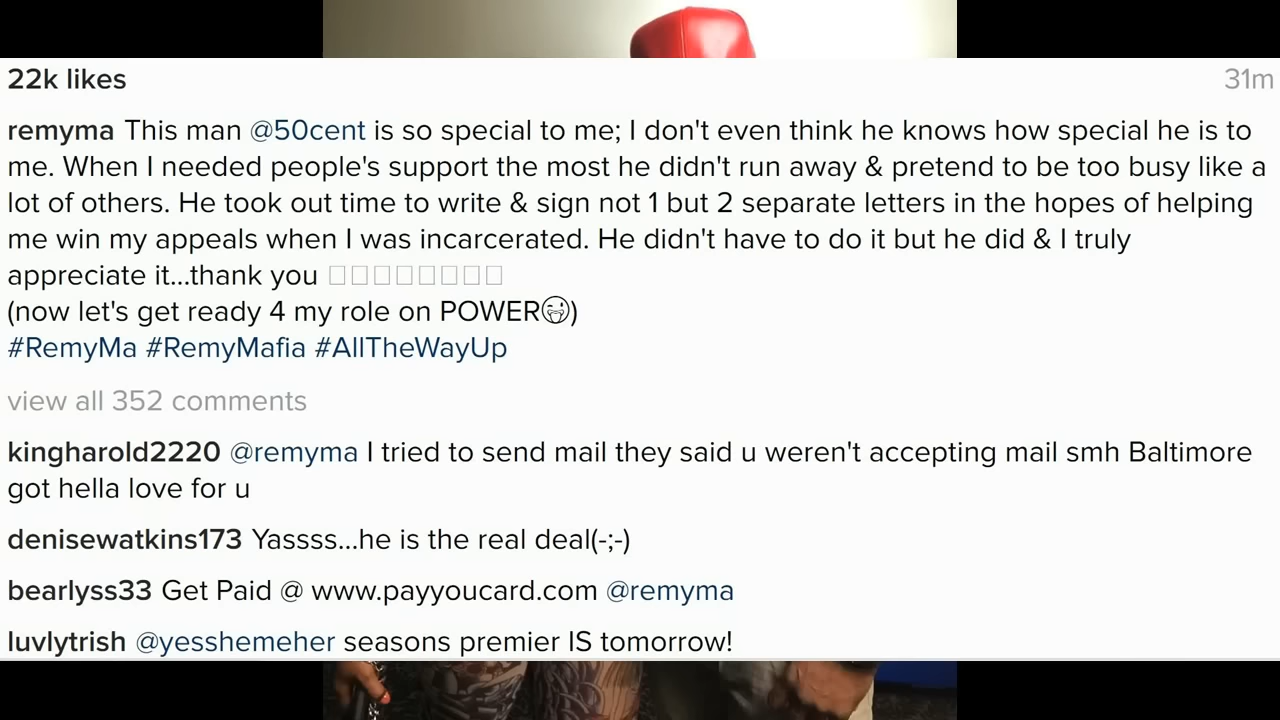 22k likes
31m
remyma This man @50cent is so special to me; I don't even think he knows how special he is to
me. When I needed people's support the most he didn't run away & pretend to be too busy like a
lot of others. He took out time to write & sign not 1 but 2 separate letters in the hopes of helping
me win my appeals when I was incarcerated. He didn't have to do it but he did & I truly
appreciate it...thank you □□□□□□□□
(now let's get ready 4 my role on POWER😜)
#RemyMa #RemyMafia #AllTheWayUp
view all 352 comments
kingharold2220 @remyma I tried to send mail they said u weren't accepting mail smh Baltimore
got hella love for u
denisewatkins173 Yassss...he is the real deal(-;-)
bearlyss33 Get Paid @ www.payyoucard.com @remyma
luvlytrish @yesshemeher seasons premier IS tomorrow!